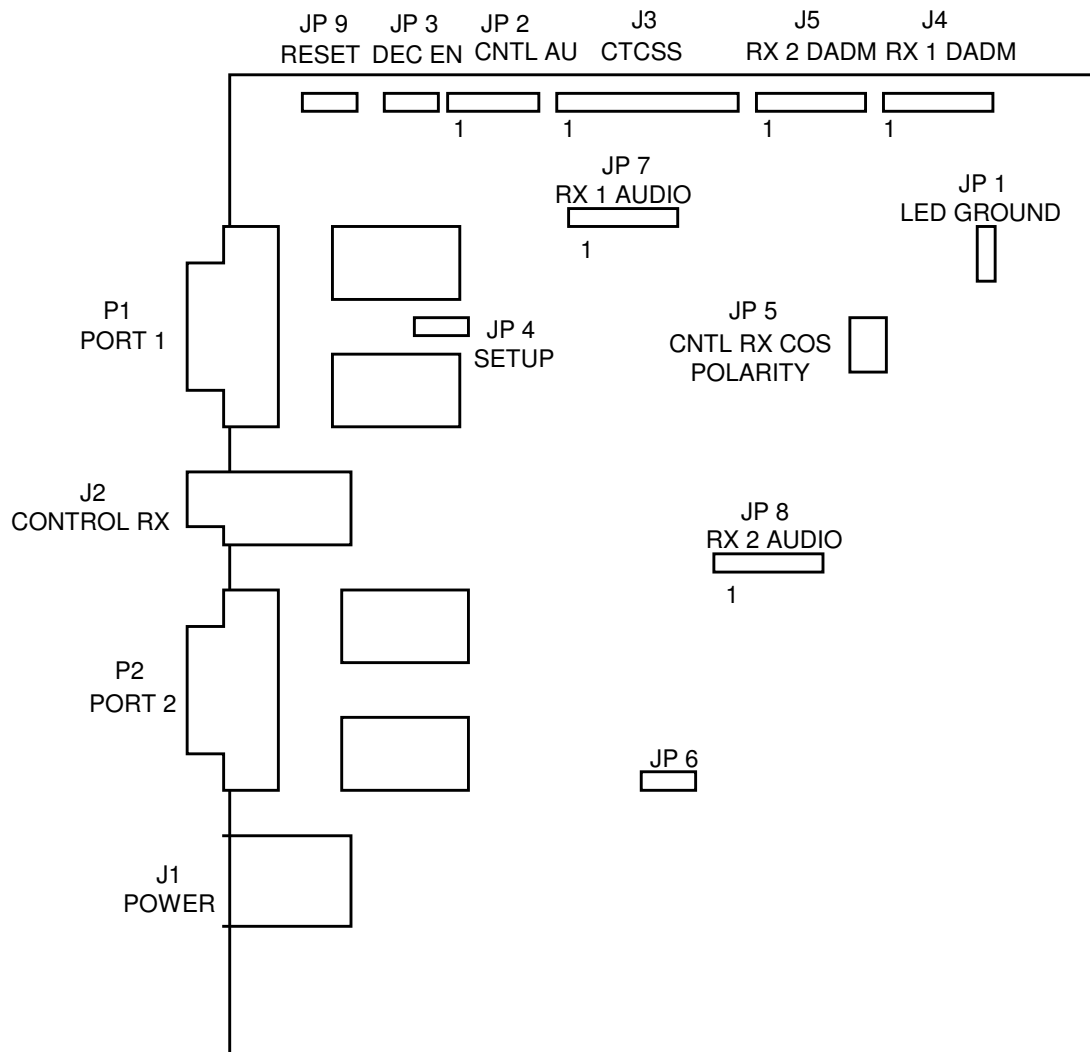 JP 9
RESET
JP 3
DEC EN
JP 2
CNTL AU
J3
CTCSS
J5
RX 2 DADM
J4
RX 1 DADM
1
1
1
1
JP 7
RX 1 AUDIO
1
JP 1
LED GROUND
P1
PORT 1
JP 4
SETUP
JP 5
CNTL RX COS
POLARITY
J2
CONTROL RX
JP 8
RX 2 AUDIO
1
P2
PORT 2
JP 6
J1
POWER